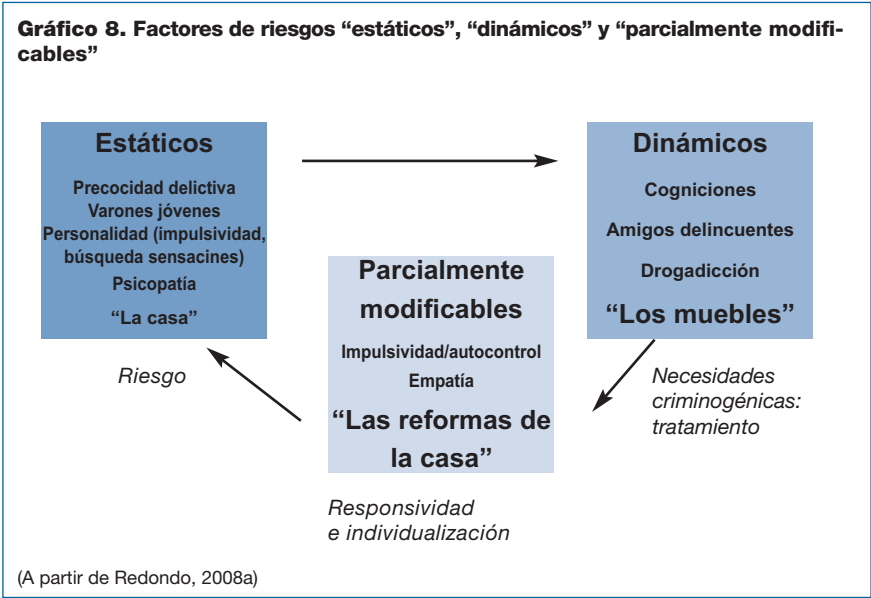 Gráfico 8. Factores de riesgos “estáticos”, “dinámicos” y “parcialmente modifi-
cables”
Estáticos
Precocidad delictiva
Varones jóvenes
Personalidad (impulsividad,
búsqueda sensacines)
Psicopatía
“La casa”
Riesgo
Parcialmente
modificables
Impulsividad/autocontrol
Empatía
“Las reformas de
la casa”
Responsividad
e individualización
Dinámicos
Cogniciones
Amigos delincuentes
Drogadicción
“Los muebles”
Necesidades
criminogénicas:
tratamiento
(A partir de Redondo, 2008a)